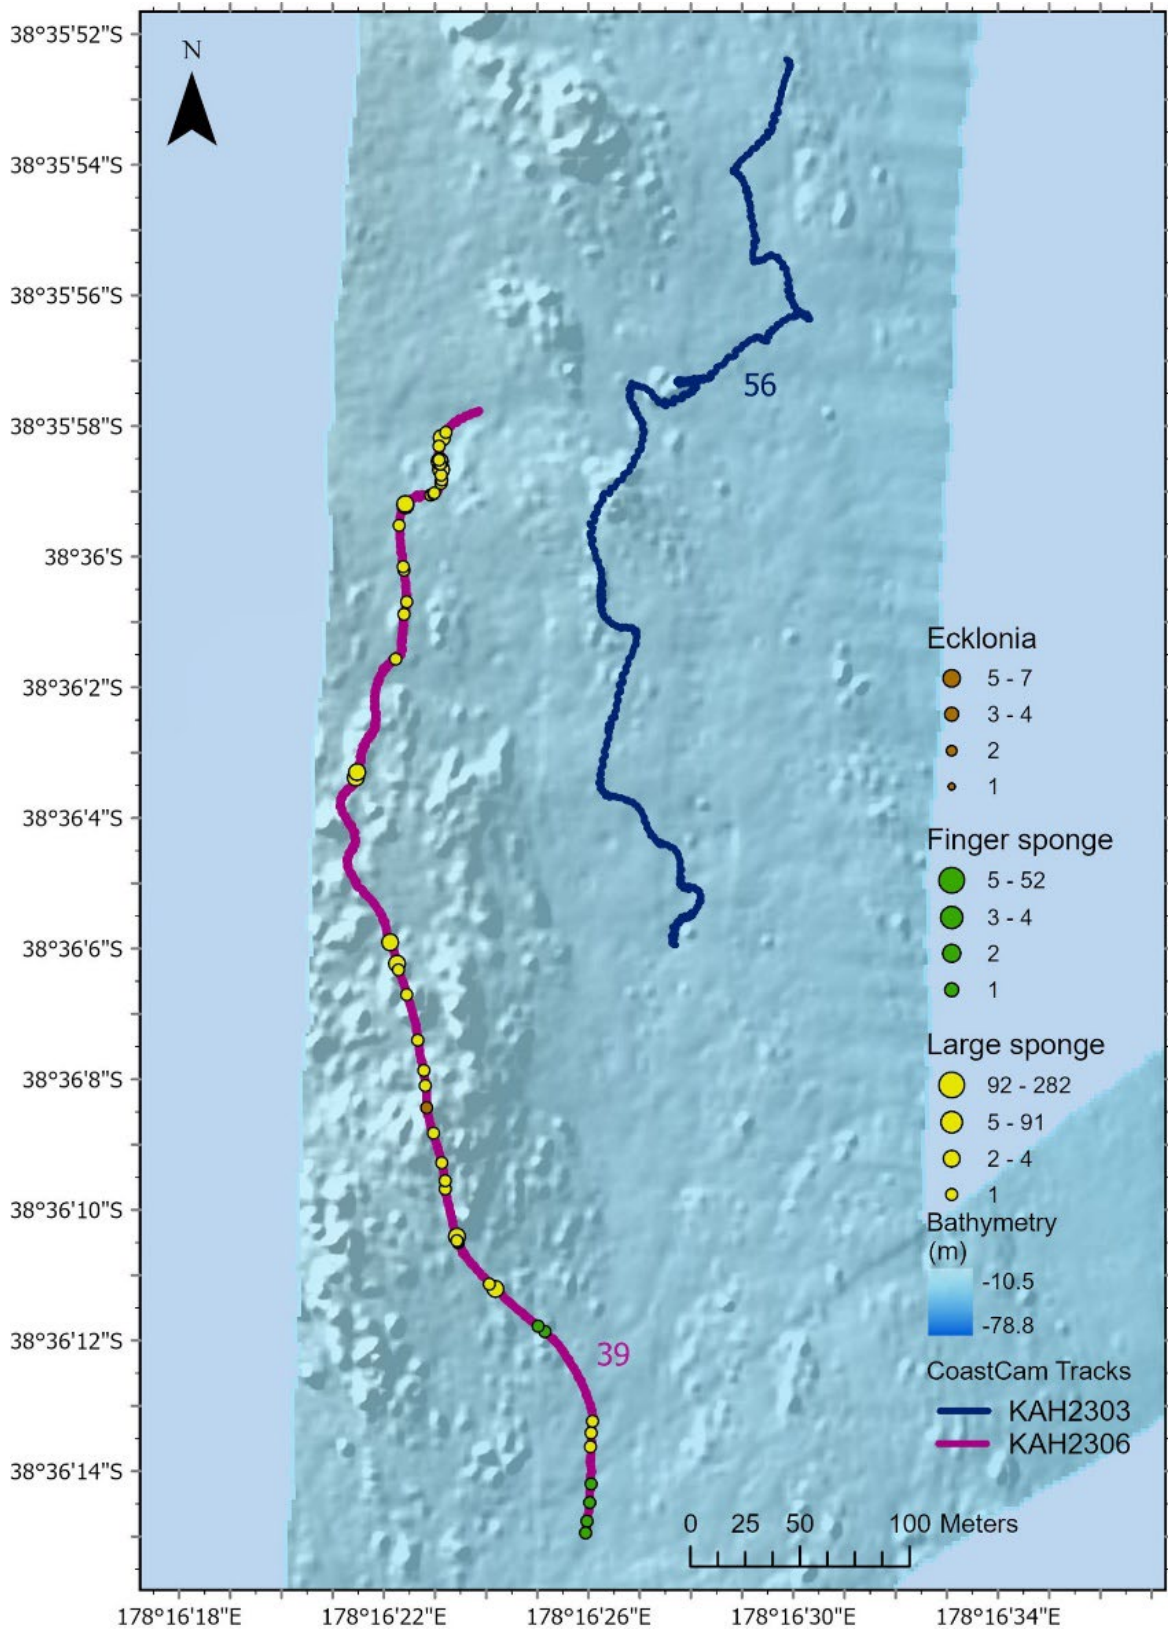 38°35'52"S
N
38°35'54"S
38°35'56"S
56
38°35'58"S
38°36'S
Ecklonia
5 - 7
38°36'2"S
3 - 4
2
1
38°36'4"S
Finger sponge
5 - 52
3 - 4
38°36'6"S
2
1
Large sponge
38°36'8"S
92 - 282
5 - 91
2 - 4
1
38°36'10"S
Bathymetry
(m)
-10.5
-78.8
38°36'12"S
39
CoastCam Tracks
KAH2303
KAH2306
38°36'14"S
0 25 50 100 Meters
178°16'18"E 178°16'22"E 178°16'26"E 178°16'30"E 178°16'34"E